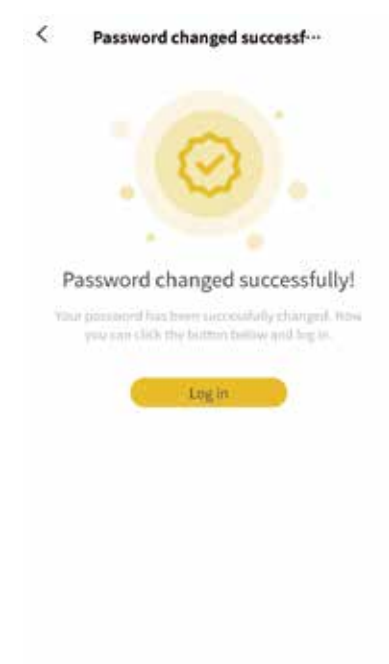 Password changed successf···
Password changed successfully!
Your password has been successfully changed. Now
you can click the button below and log in.
Log in